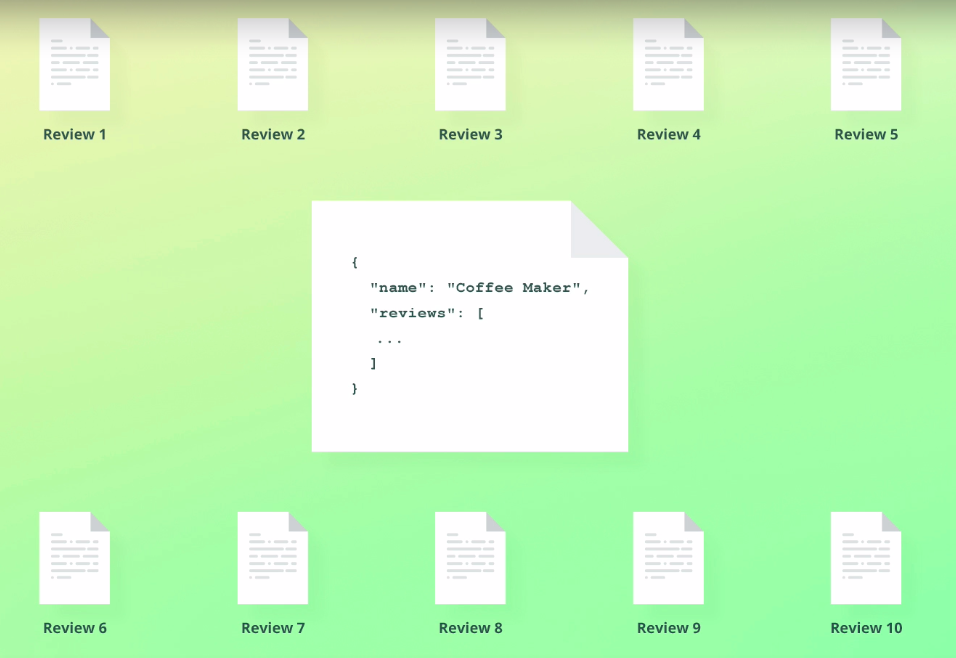 Review 1
Review 2
Review 3
Review 4
Review 5
{
"name": "Coffee Maker",
"reviews": [
...
]
}
Review 6
Review 7
Review 8
Review 9
Review 10